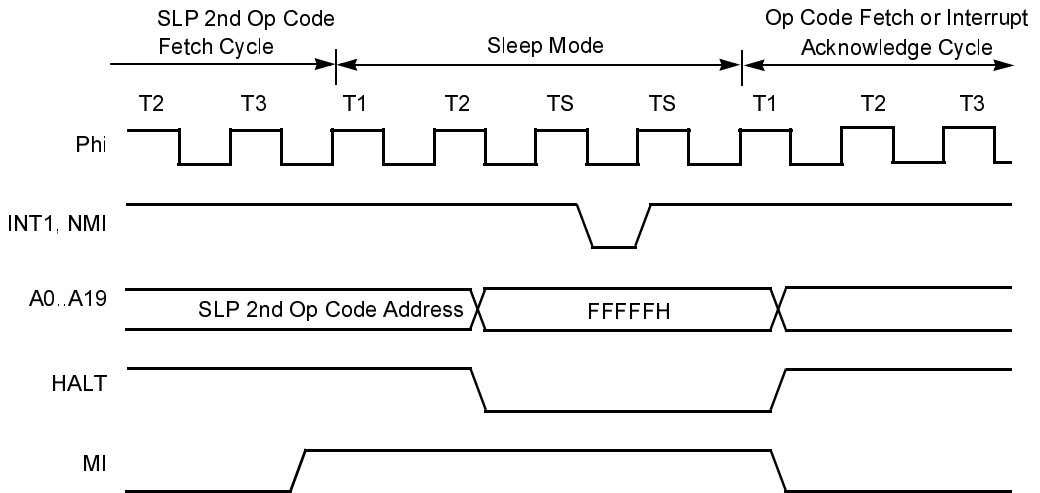 SLP 2nd Op Code
Fetch Cycle
Sleep Mode
Op Code Fetch or Interrupt
Acknowledge Cycle
T2 T3 T1 T2 TS TS T1 T2 T3
Phi
INT1, NMI
A0..A19
SLP 2nd Op Code Address
FFFFFH
HALT
MI